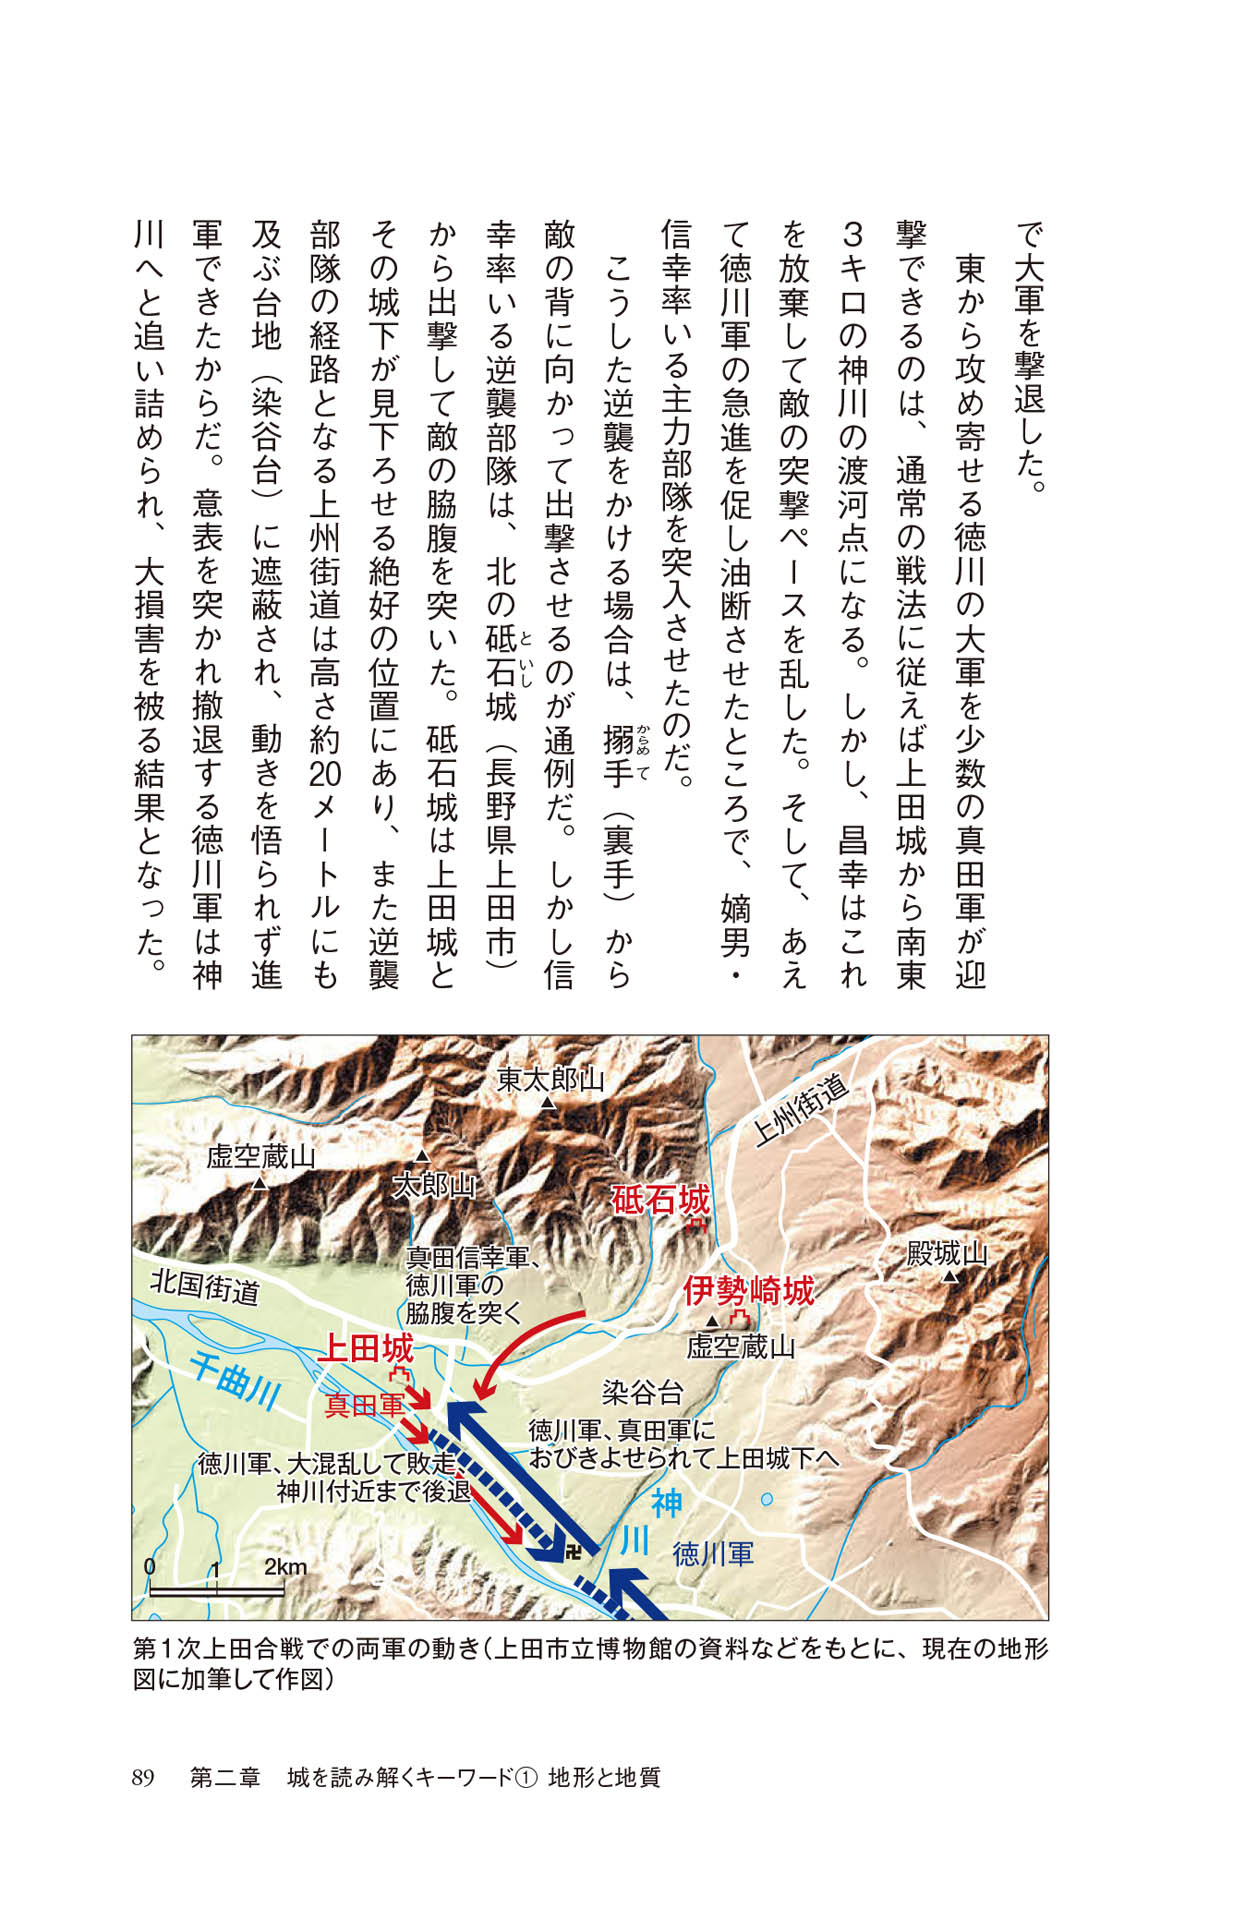 で大軍を撃退した。
　東から攻め寄せる徳川の大軍を少数の真田軍が迎
撃できるのは、通常の戦法に従えば上田城から南東
3キロの神川の渡河点になる。しかし、昌幸はこれ
を放棄して敵の突撃ペースを乱した。そして、あえ
て徳川軍の急進を促し油断させたところで、嫡男・
信幸率いる主力部隊を突入させたのだ。
　こうした逆襲をかける場合は、搦手（裏手）から
からめて
敵の背に向かって出撃させるのが通例だ。しかし信
幸率いる逆襲部隊は、北の砥石城（長野県上田市）
といし
から出撃して敵の脇腹を突いた。砥石城は上田城と
その城下が見下ろせる絶好の位置にあり、また逆襲
部隊の経路となる上州街道は高さ約20メートルにも
及ぶ台地（染谷台）に遮蔽され、動きを悟られず進
軍できたからだ。意表を突かれ撤退する徳川軍は神
川へと追い詰められ、大損害を被る結果となった。
東太郎山
上州街道
虚空蔵山
太郎山
砥石城
殿城山
真田信幸軍、
徳川軍の
脇腹を突く
北国街道
伊勢崎城
虚空蔵山
上田城
千曲川
真田軍
染谷台
徳川軍、真田軍に
おびきよせられて上田城下へ
徳川軍、大混乱して敗走、
神川付近まで後退
神川
徳川軍
卍
0 1 2km
第1次上田合戦での両軍の動き（上田市立博物館の資料などをもとに、現在の地形
図に加筆して作図）
89 第二章 城を読み解くキーワード① 地形と地質